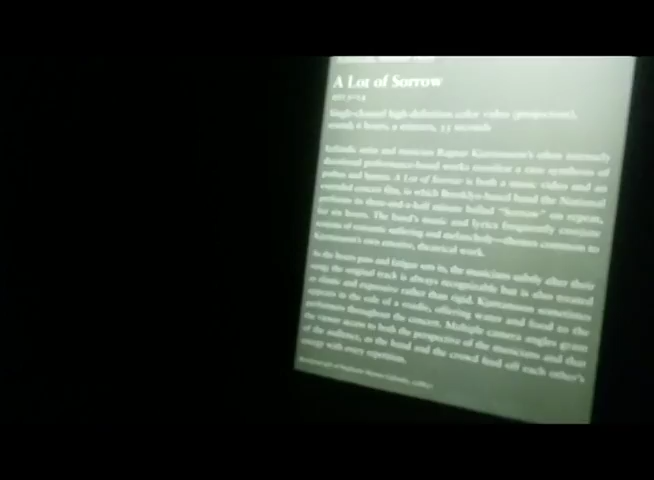 A Lot of Sorrow
Single-channel high-definition color video (projection),
sound; 6 hours, 9 minutes, 35 seconds
Icelandic artist and musician Ragnar Kjartansson's often intensely
durational performance-based works constitute a rare synthesis of
pathos and humor. A Lot of Sorrow is both a music video and an
extended concert film, in which Brooklyn-based band the National
performs its three-and-a-half minute ballad "Sorrow" on repeat,
for six hours. The band's music and lyrics frequently conjure
notions of romantic suffering and melancholy—themes common to
Kjartansson's own emotive, theatrical work.
As the hours pass and fatigue sets in, the musicians subtly alter their
song; the original track is always recognizable but is often treated
as elastic and expansive rather than rigid. Kjartansson sometimes
appears in the role of a roadie, offering water and food to the
performers throughout the concert. Multiple camera angles grant
the viewer access to both the perspective of the musicians and that
of the audience, as the band and the crowd feed off each other's
energy with every repetition.